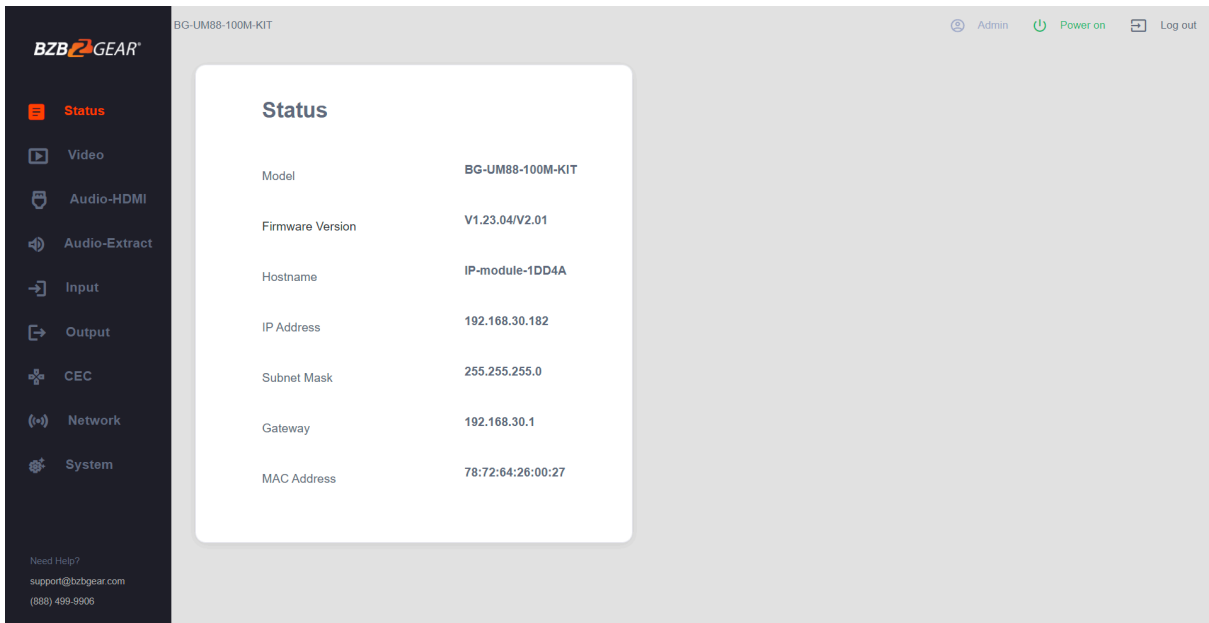 BZBGEAR®
BG-UM88-100M-KIT
Admin
Power on
Log out
Status
Video
Audio-HDMI
Audio-Extract
Input
Output
CEC
Network
System
Need Help?
support@bzbgear.com
(888) 499-9906
Status
Model BG-UM88-100M-KIT
Firmware Version V1.23.04/V2.01
Hostname IP-module-1DD4A
IP Address 192.168.30.182
Subnet Mask 255.255.255.0
Gateway 192.168.30.1
MAC Address 78:72:64:26:00:27